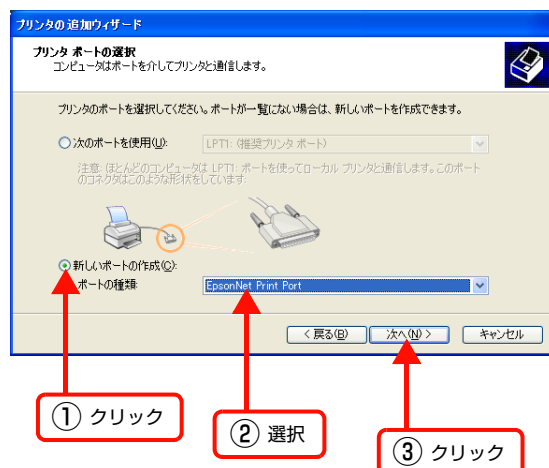 プリンタの追加ウィザード
プリンタ ポートの選択
コンピュータはポートを介してプリンタと通信します。
プリンタのポートを選択してください。ポートが一覧にない場合は、新しいポートを作成できます。
次のポートを使用(U):
LPT1: (推奨プリンタ ポート)
注意: ほとんどのコンピュータは LPT1: ポートを使ってローカル プリンタと通信します。このポート
のコネクタはこのような形状をしています:
新しいポートの作成(C):
ポートの種類:
EpsonNet Print Port
< 戻る(B)
次へ(N) >
キャンセル
① クリック
② 選択
③ クリック